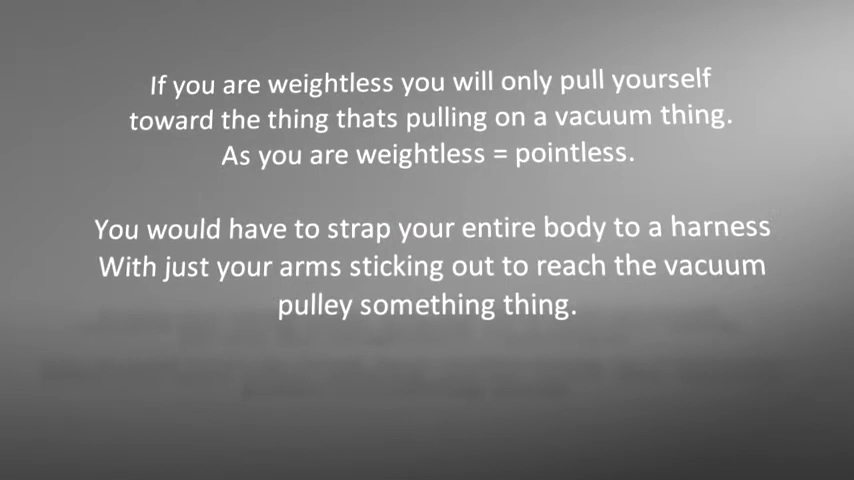 If you are weightless you will only pull yourself
toward the thing thats pulling on a vacuum thing.
As you are weightless = pointless.
You would have to strap your entire body to a harness
With just your arms sticking out to reach the vacuum
pulley something thing.